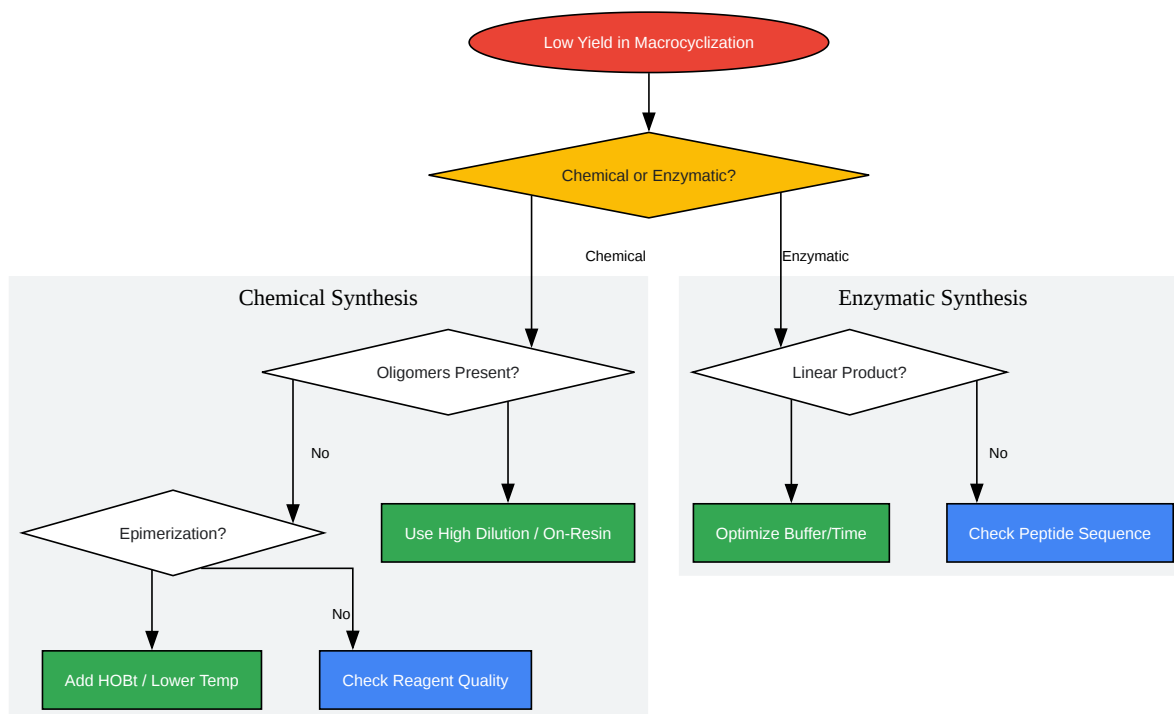 Low Yield in Macrocyclization
Chemical or Enzymatic?
Chemical
Enzymatic
Chemical Synthesis
Enzymatic Synthesis
Oligomers Present?
Linear Product?
No
No
Epimerization?
Use High Dilution / On-Resin
Optimize Buffer/Time
Check Peptide Sequence
No
Add HOBt / Lower Temp
Check Reagent Quality